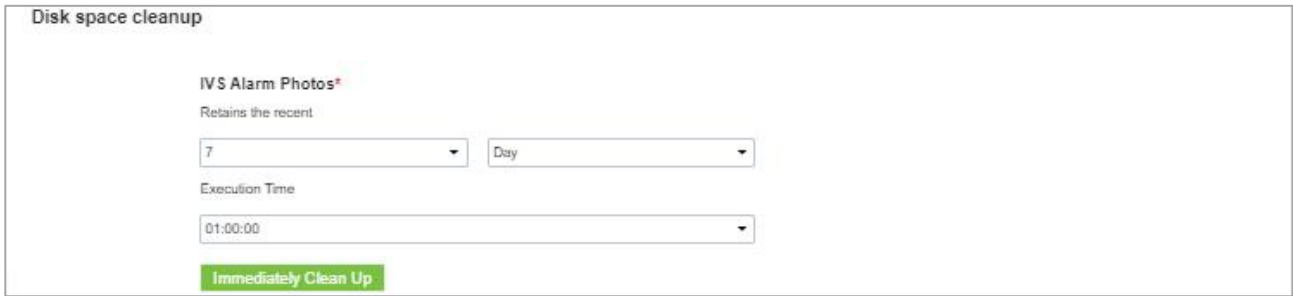 Disk space cleanup
IVS Alarm Photos*
Retains the recent
7 Day
Execution Time
01:00:00
Immediately Clean Up